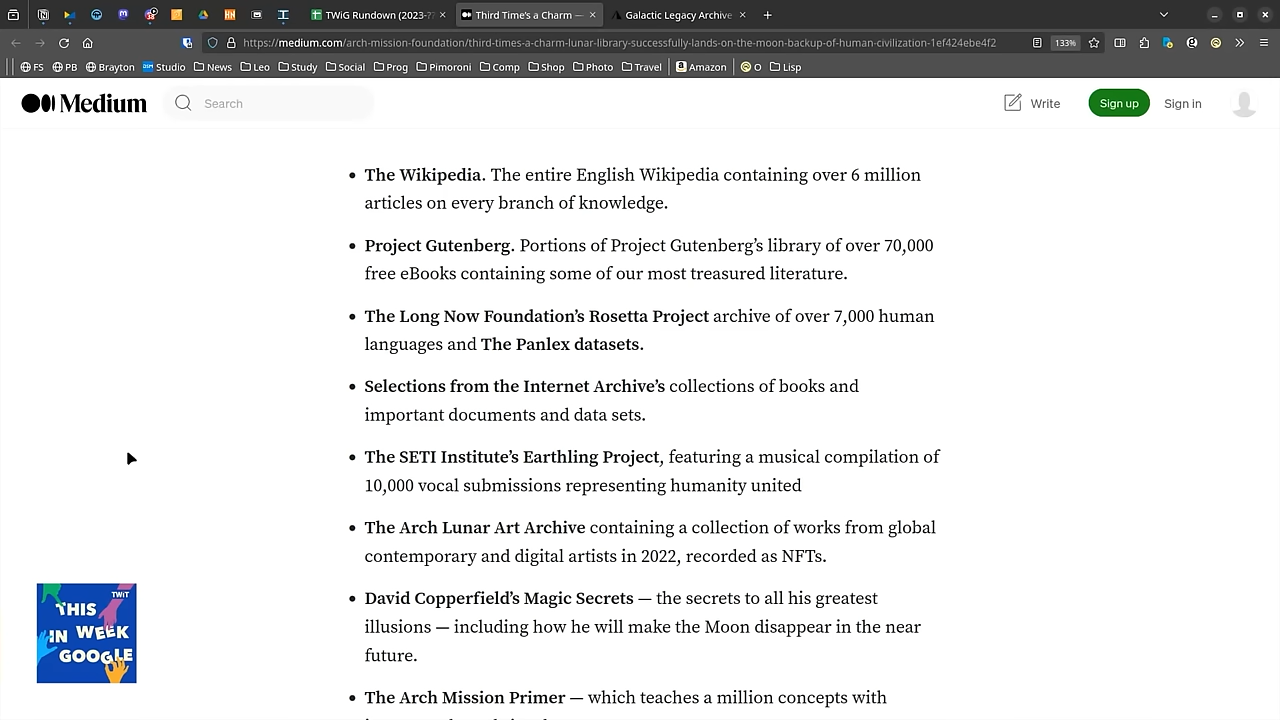 TWiG Rundown (2023-??
Third Time's a Charm —
Galactic Legacy Archive
https://medium.com/arch-mission-foundation/third-times-a-charm-lunar-library-successfully-lands-on-the-moon-backup-of-human-civilization-1ef424ebe4f2
133%
FS
PB
Brayton
Studio
News
Leo
Study
Social
Prog
Pimoroni
Comp
Shop
Photo
Travel
Amazon
O
Lisp
Medium
Search
Write
Sign up
Sign in
• The Wikipedia. The entire English Wikipedia containing over 6 million
articles on every branch of knowledge.
• Project Gutenberg. Portions of Project Gutenberg's library of over 70,000
free eBooks containing some of our most treasured literature.
• The Long Now Foundation's Rosetta Project archive of over 7,000 human
languages and The Panlex datasets.
• Selections from the Internet Archive's collections of books and
important documents and data sets.
• The SETI Institute's Earthling Project, featuring a musical compilation of
10,000 vocal submissions representing humanity united
• The Arch Lunar Art Archive containing a collection of works from global
contemporary and digital artists in 2022, recorded as NFTs.
• David Copperfield's Magic Secrets — the secrets to all his greatest
illusions — including how he will make the Moon disappear in the near
future.
• The Arch Mission Primer — which teaches a million concepts with
TWiT
THIS
IN WEEK
GOOGLE